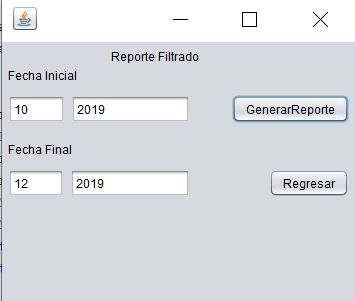 Reporte Filtrado
Fecha Inicial
10 2019 GenerarReporte
Fecha Final
12 2019 Regresar